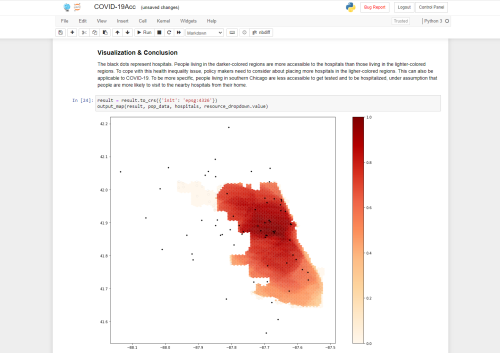 COVID-19Acc (unsaved changes)
Bug Report
Logout
Control Panel
File Edit View Insert Cell Kernel Widgets Help
Trusted
Python 3
Run
Markdown
nbdiff
Visualization & Conclusion
The black dots represent hospitals. People living in the darker-colored regions are more accessible to the hospitals than those living in the lighter-colored
regions. To cope with this health inequality issue, policy makers need to consider about placing more hospitals in the ligher-colored regions. This can also be
applicable to COVID-19. To be more specific, people living in southern Chicago are less accessible to get tested and to be hospitalized, under assumption that
people are more likely to visit to the nearby hospitals from their home.
In [24]: result = result.to_crs({'init': 'epsg:4326'})
output_map(result, pop_data, hospitals, resource_dropdown.value)
42.2
42.1
42.0
41.9
41.8
41.7
41.6
1.0
0.8
0.6
0.4
0.2
0.0
−88.1 −88.0 −87.9 −87.8 −87.7 −87.6 −87.5